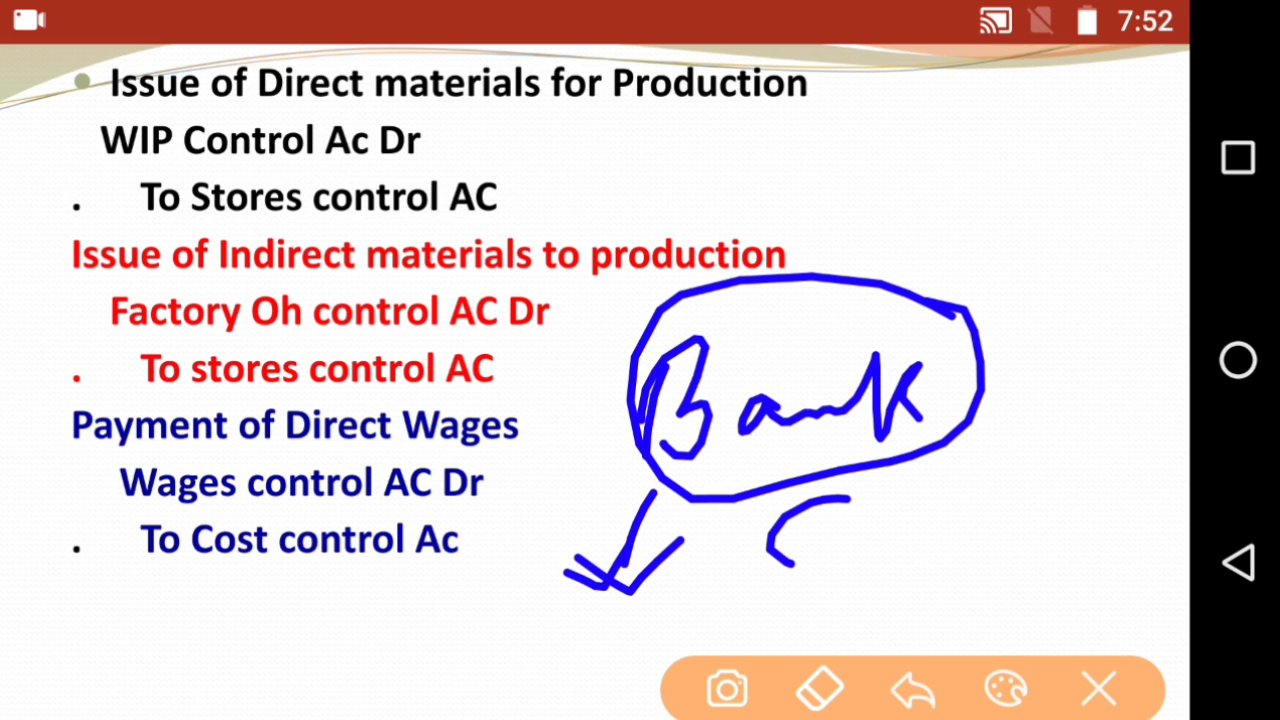 7:52
• Issue of Direct materials for Production
WIP Control Ac Dr
. To Stores control AC
Issue of Indirect materials to production
Factory Oh control AC Dr
. To stores control AC
Bank
Payment of Direct Wages
Wages control AC Dr
. To Cost control Ac